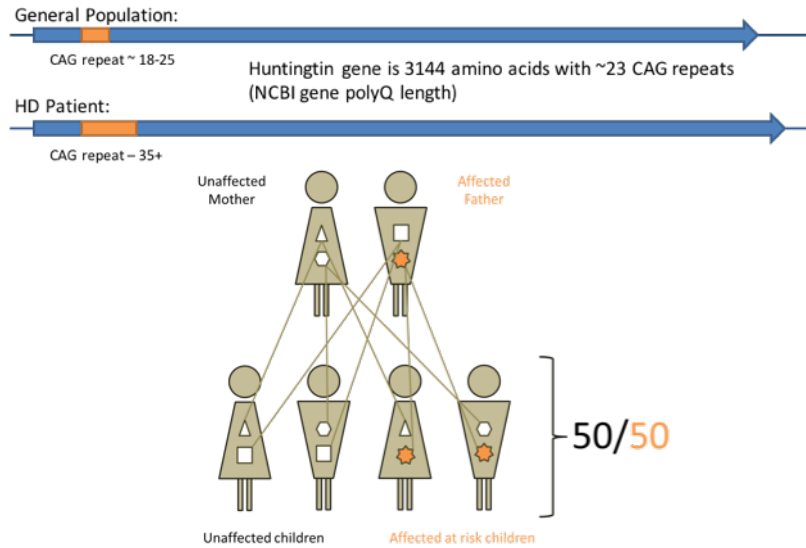 General Population:
CAG repeat ~ 18-25
Huntingtin gene is 3144 amino acids with ~23 CAG repeats
(NCBI gene polyQ length)
HD Patient:
CAG repeat – 35+
Unaffected
Mother
Affected
Father
50/50
Unaffected children
Affected at risk children